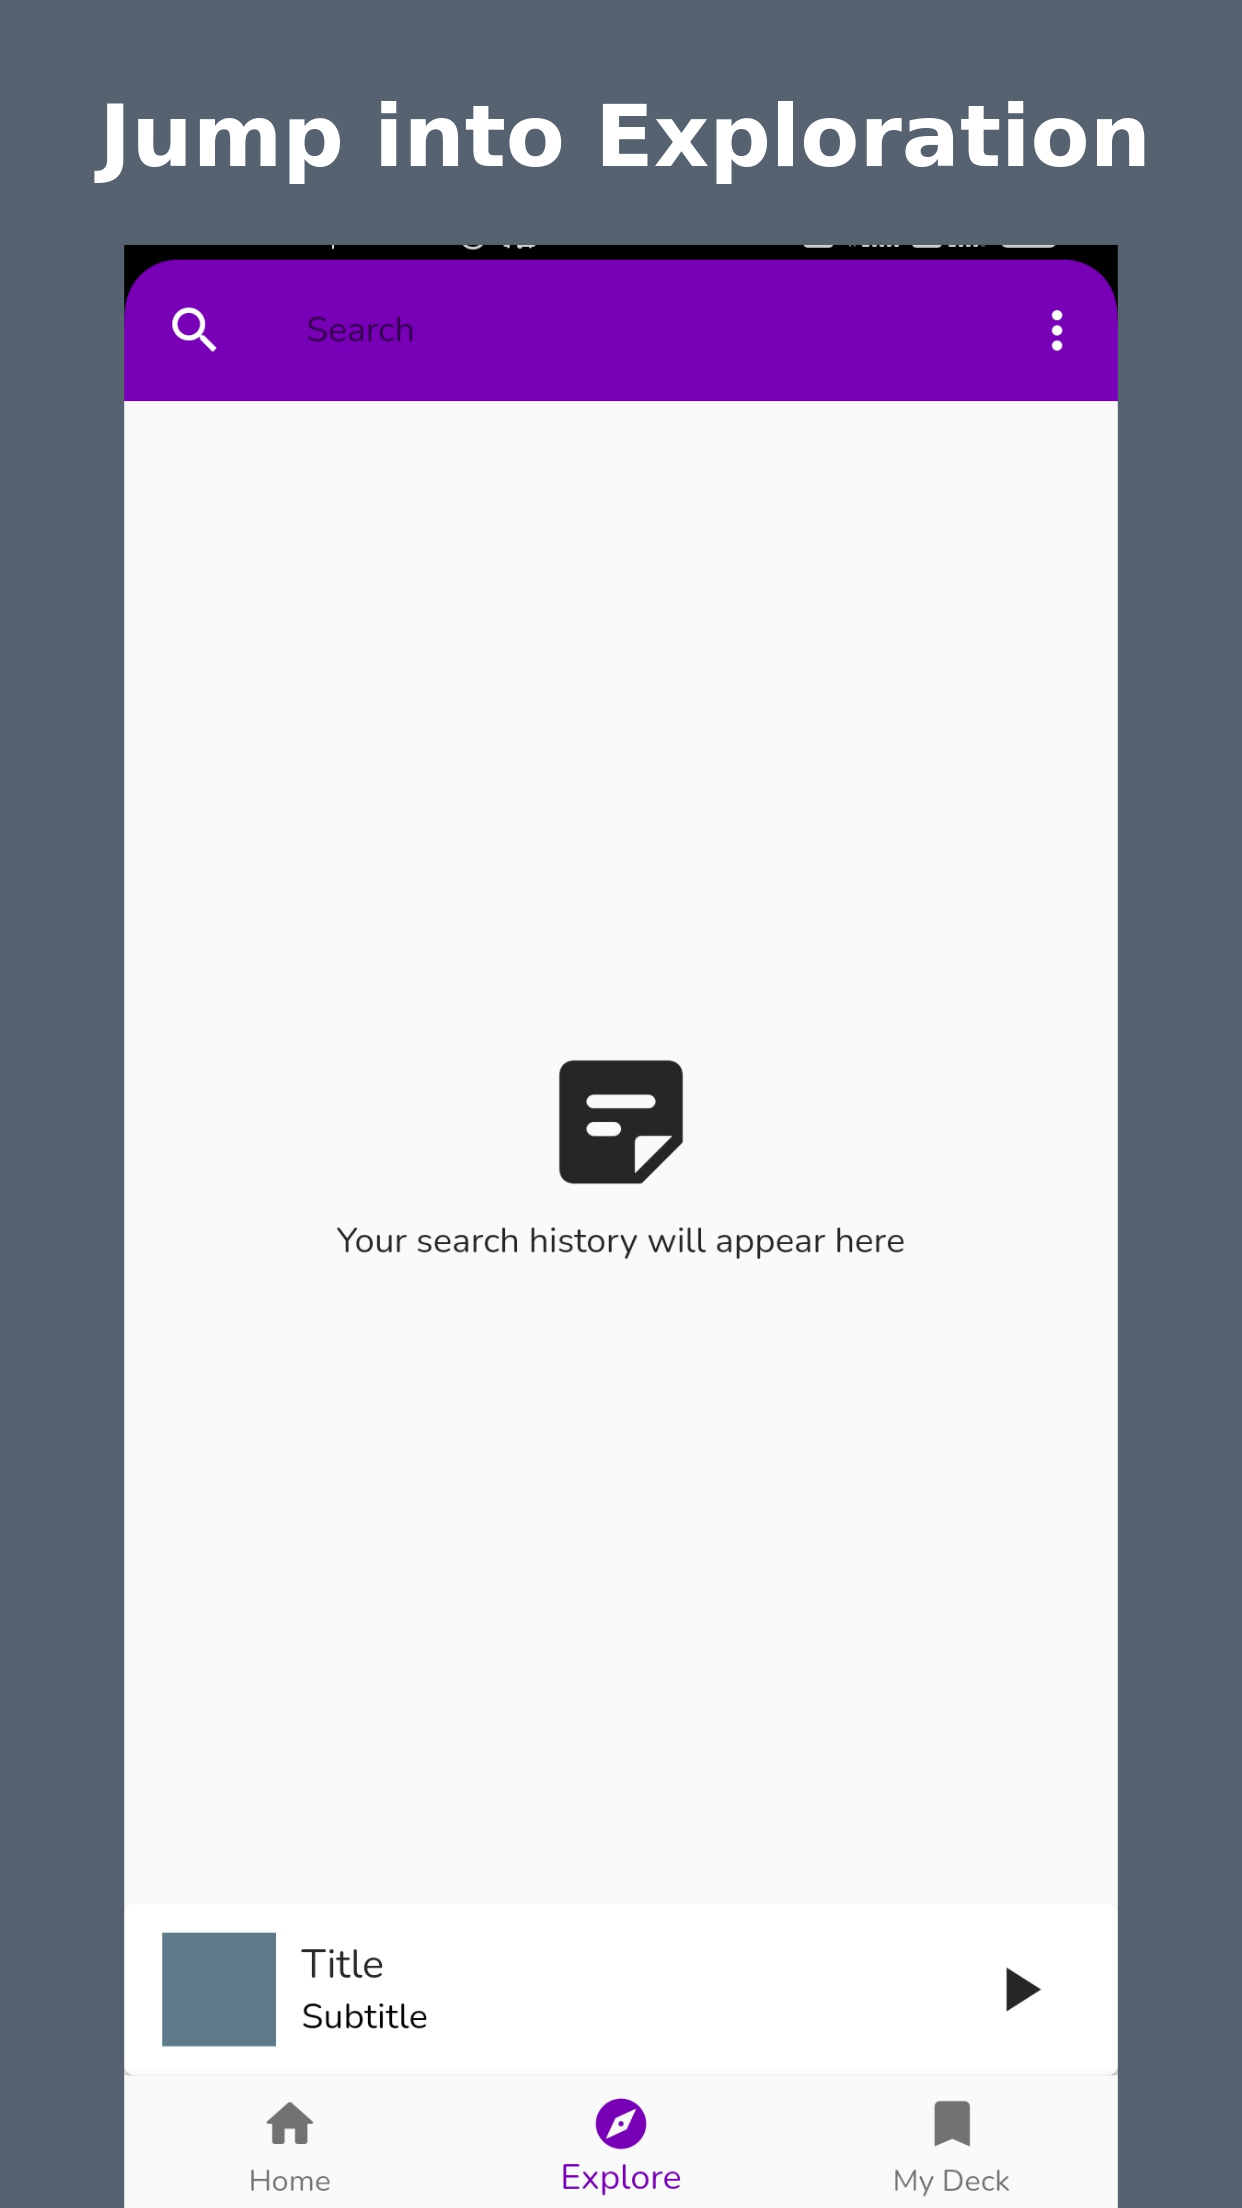 Jump into Exploration
Search
Your search history will appear here
Title
Subtitle
Home
Explore
My Deck